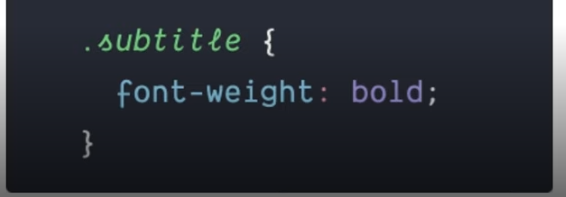 .subtitle {
font-weight: bold;
}